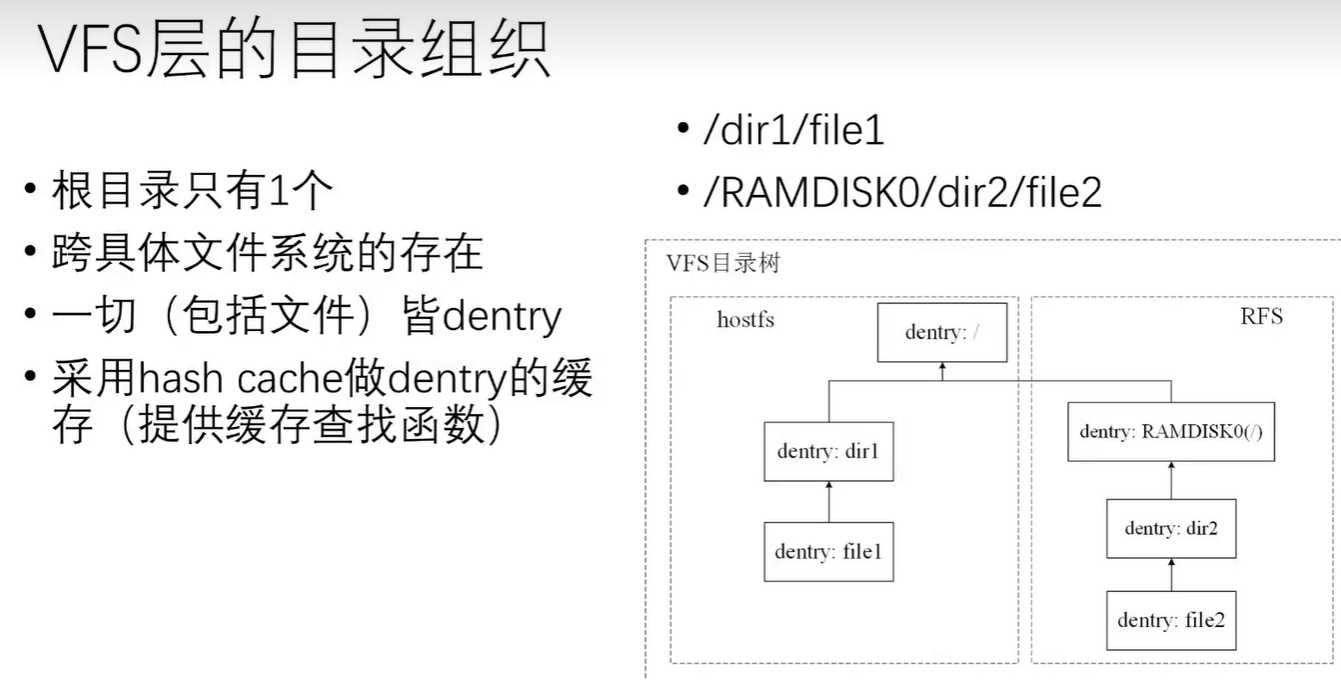 VFS层的目录组织
• 根目录只有1个
• 跨具体文件系统的存在
• 一切（包括文件）皆dentry
• 采用hash cache做dentry的缓
存（提供缓存查找函数）
• /dir1/file1
• /RAMDISK0/dir2/file2
VFS目录树
hostfs
RFS
dentry: /
dentry: RAMDISK0(/)
dentry: dir1
dentry: dir2
dentry: file1
dentry: file2